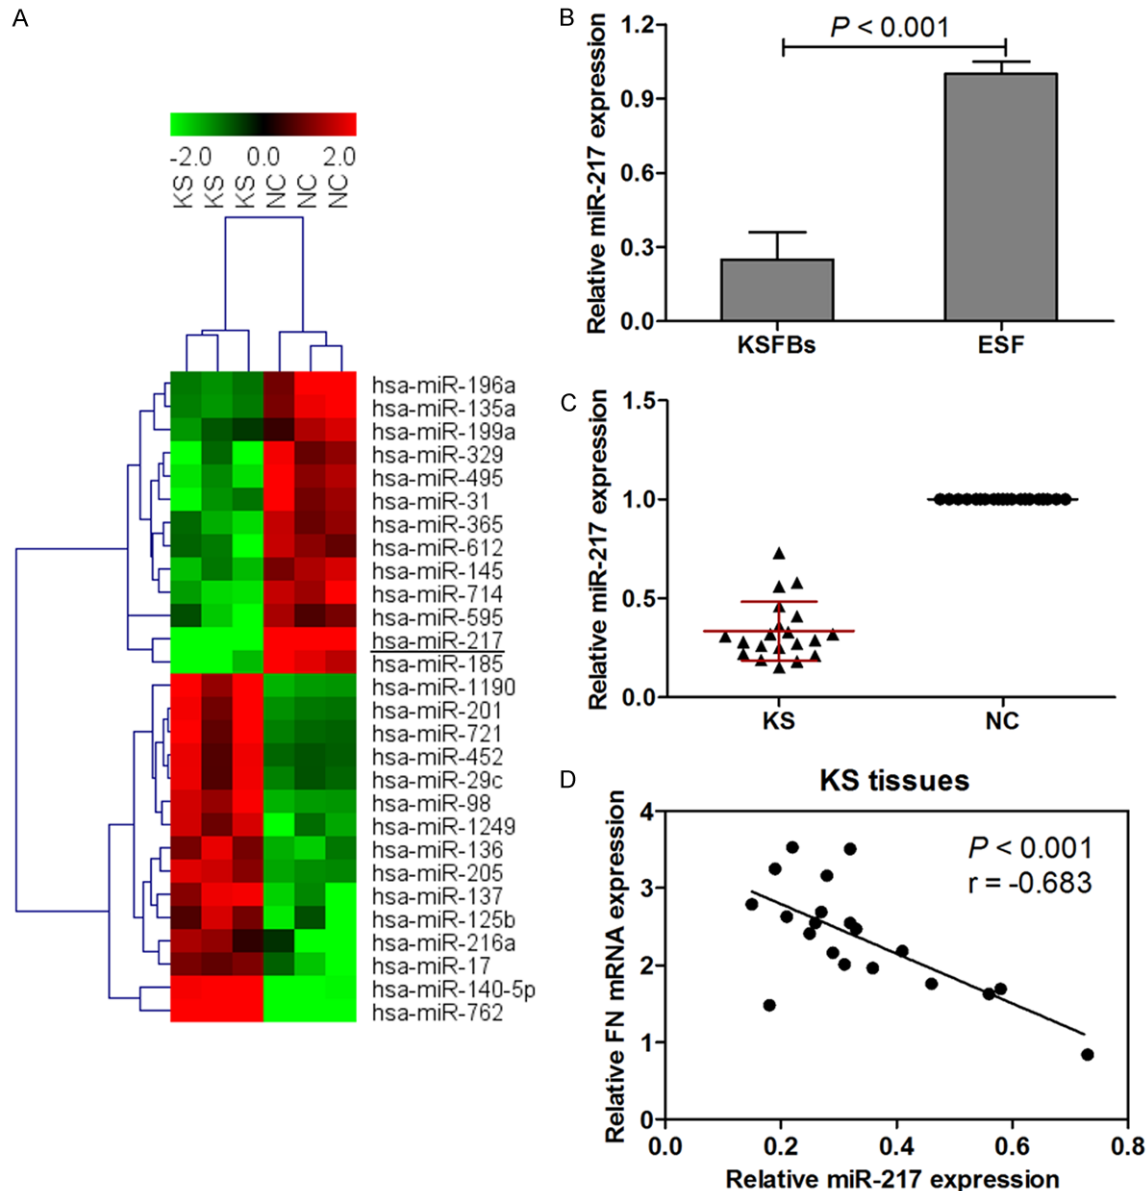 A
-2.0 0.0 2.0
KS KS KS NC NC NC
hsa-miR-196a
hsa-miR-135a
hsa-miR-199a
hsa-miR-329
hsa-miR-495
hsa-miR-31
hsa-miR-365
hsa-miR-612
hsa-miR-145
hsa-miR-714
hsa-miR-595
hsa-miR-217
hsa-miR-185
hsa-miR-1190
hsa-miR-201
hsa-miR-721
hsa-miR-452
hsa-miR-29c
hsa-miR-98
hsa-miR-1249
hsa-miR-136
hsa-miR-205
hsa-miR-137
hsa-miR-125b
hsa-miR-216a
hsa-miR-17
hsa-miR-140-5p
hsa-miR-762
B
Relative miR-217 expression
1.2
0.9
0.6
0.3
0.0
P < 0.001
KSFBs ESF
C
Relative miR-217 expression
1.5
1.0
0.5
0.0
KS NC
D
KS tissues
Relative FN mRNA expression
4
3
2
1
0
P < 0.001
r = -0.683
0.0 0.2 0.4 0.6 0.8
Relative miR-217 expression